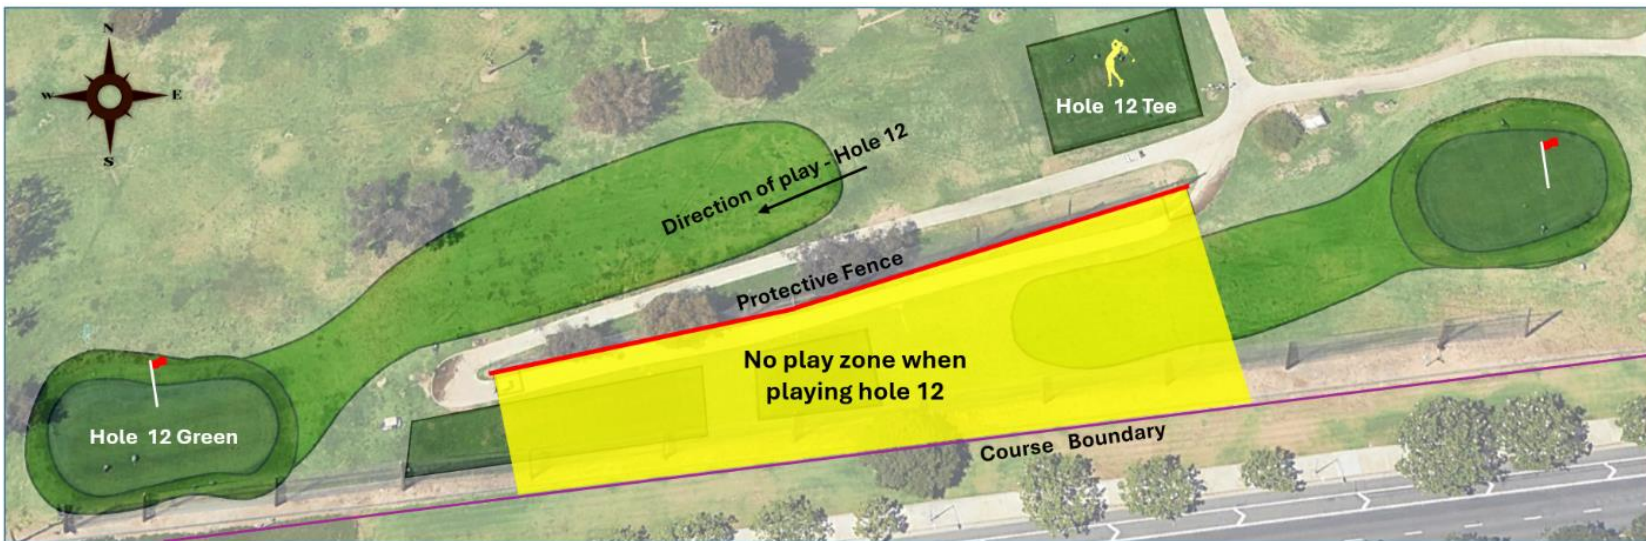 N
W E
S
Hole 12 Tee
Direction of play - Hole 12
Protective Fence
No play zone when
playing hole 12
Hole 12 Green
Course Boundary